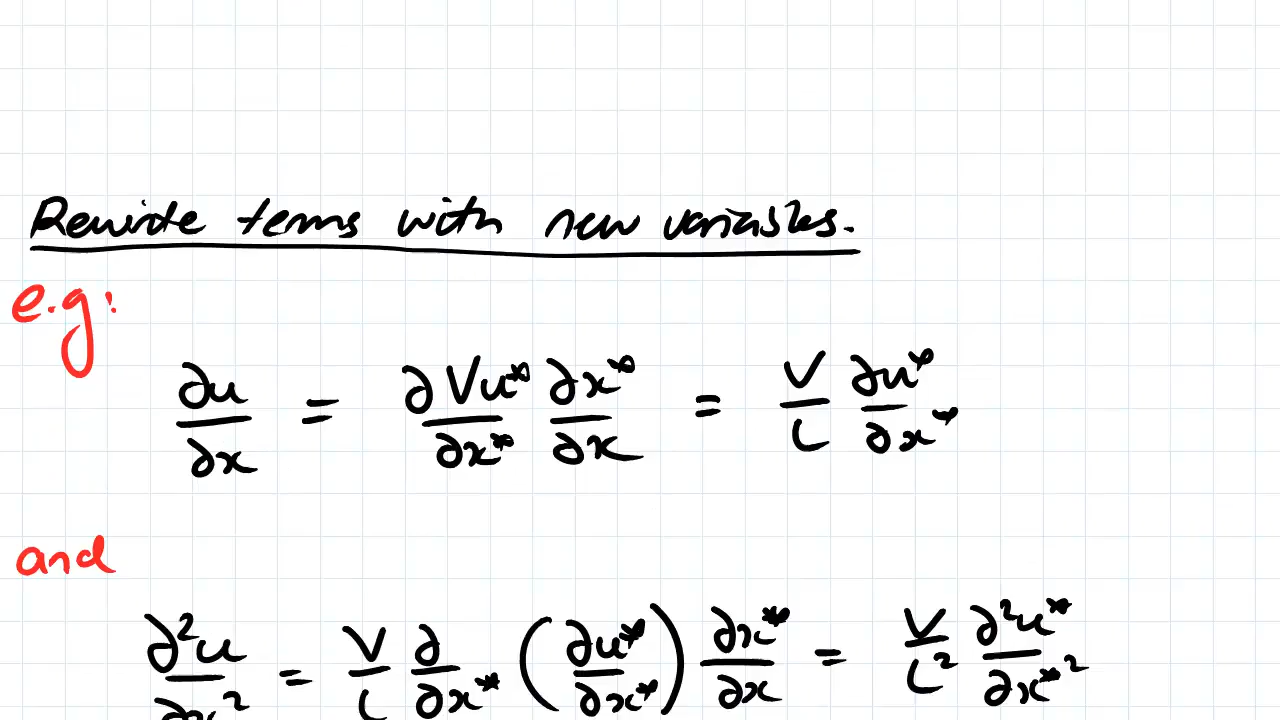 Rewrite terms with new variables.
e.g:
∂u/∂x = ∂Vu*/∂x* ∂x*/∂x = V/L ∂u*/∂x*
and
∂²u/∂x² = V/L ∂/∂x* (∂u*/∂x*) ∂x*/∂x = V/L² ∂²u*/∂x*²